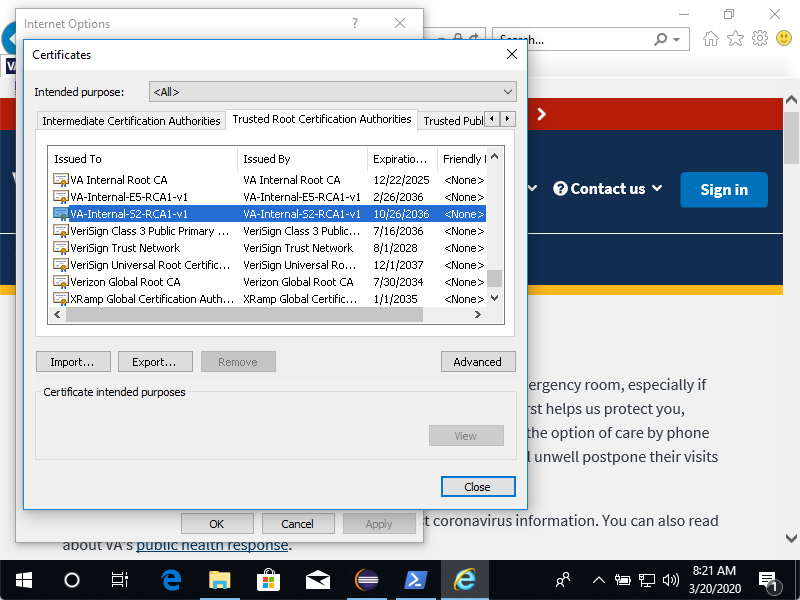 Internet Options
?
Search...
Certificates
Intended purpose:
<All>
Intermediate Certification Authorities
Trusted Root Certification Authorities
Trusted Publ
Issued To
Issued By
Expiratio...
Friendly
VA Internal Root CA
VA Internal Root CA
12/22/2025
<None>
VA-Internal-E5-RCA1-v1
VA-Internal-E5-RCA1-v1
2/26/2036
<None>
VA-Internal-S2-RCA1-v1
VA-Internal-S2-RCA1-v1
10/26/2036
<None>
VeriSign Class 3 Public Primary ...
VeriSign Class 3 Public...
7/16/2036
<None>
VeriSign Trust Network
VeriSign Trust Network
8/1/2028
<None>
VeriSign Universal Root Certific...
VeriSign Universal Ro...
12/1/2037
<None>
Verizon Global Root CA
Verizon Global Root CA
7/30/2034
<None>
XRamp Global Certification Auth...
XRamp Global Certific...
1/1/2035
<None>
Contact us
Sign in
Import...
Export...
Remove
Advanced
Certificate intended purposes
View
Close
ergency room, especially if
rst helps us protect you,
the option of care by phone
l unwell postpone their visits
OK
Cancel
Apply
t coronavirus information. You can also read
about VA's public health response.
8:21 AM
3/20/2020
1